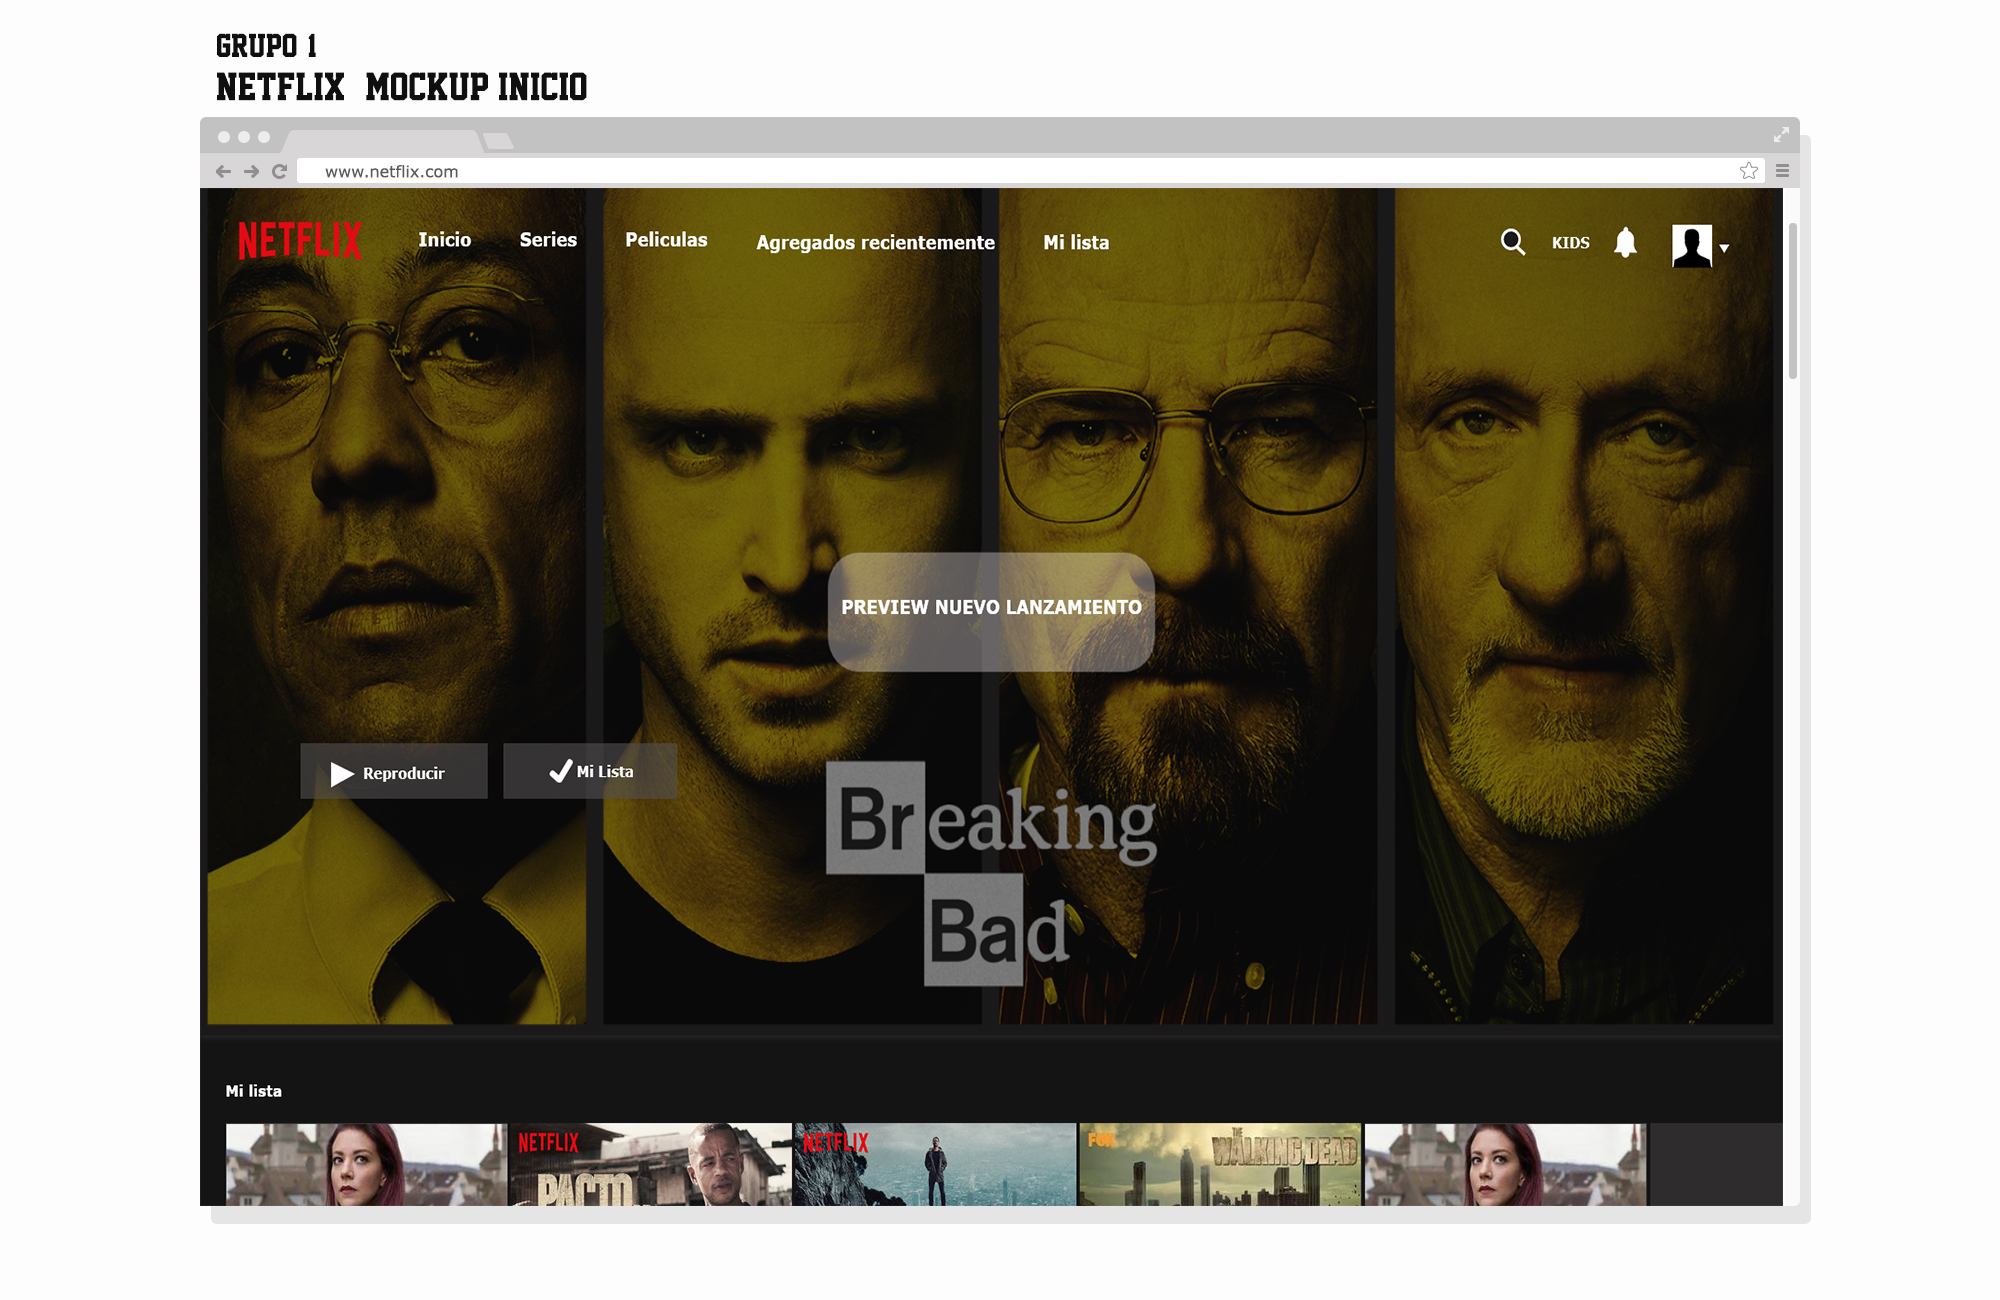 GRUPO 1
NETFLIX MOCKUP INICIO
www.netflix.com
NETFLIX Inicio Series Peliculas Agregados recientemente Mi lista KIDS
PREVIEW NUEVO LANZAMIENTO
Reproducir Mi Lista
Breaking
Bad
Mi lista
NETFLIX
PACTO
NETFLIX
FOX
THE
WALKING DEAD